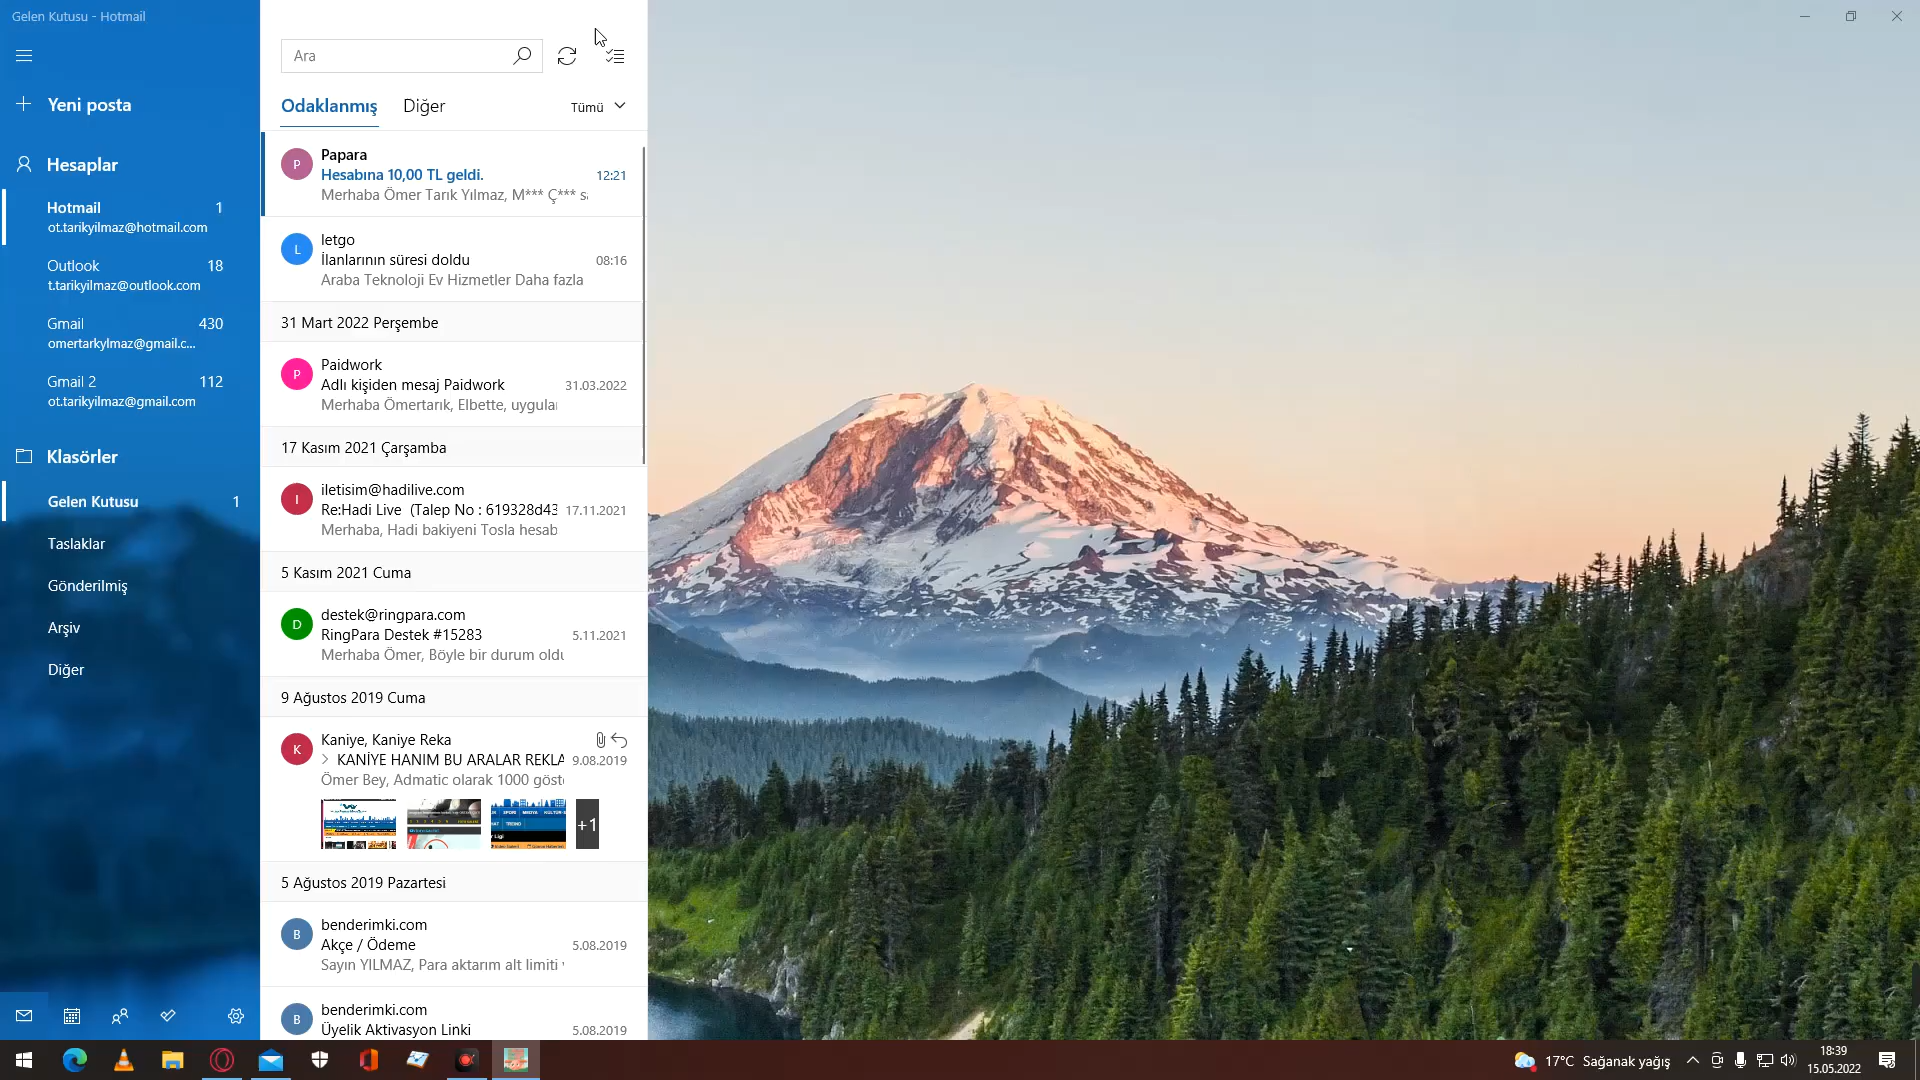 Gelen Kutusu - Hotmail
Yeni posta
Hesaplar
Hotmail 1
ot.tarikyilmaz@hotmail.com
Outlook 18
t.tarikyilmaz@outlook.com
Gmail 430
omertarkylmaz@gmail.c...
Gmail 2 112
ot.tarikyilmaz@gmail.com
Klasörler
Gelen Kutusu 1
Taslaklar
Gönderilmiş
Arşiv
Diğer
Ara
Odaklanmış Diğer Tümü
P Papara
Hesabına 10,00 TL geldi. 12:21
Merhaba Ömer Tarık Yılmaz, M*** Ç***
L letgo
İlanlarının süresi doldu 08:16
Araba Teknoloji Ev Hizmetler Daha fazla
31 Mart 2022 Perşembe
P Paidwork
Adlı kişiden mesaj Paidwork 31.03.2022
Merhaba Ömertarık, Elbette, uygula
17 Kasım 2021 Çarşamba
I iletisim@hadilive.com
Re:Hadi Live (Talep No : 619328d43 17.11.2021
Merhaba, Hadi bakiyeni Tosla hesab
5 Kasım 2021 Cuma
D destek@ringpara.com
RingPara Destek #15283 5.11.2021
Merhaba Ömer, Böyle bir durum oldu
9 Ağustos 2019 Cuma
K Kaniye, Kaniye Reka
KANİYE HANIM BU ARALAR REKLA 9.08.2019
Ömer Bey, Admatic olarak 1000 göst
+1
5 Ağustos 2019 Pazartesi
B benderimki.com
Akçe / Ödeme 5.08.2019
Sayın YILMAZ, Para aktarım alt limiti
B benderimki.com
Üyelik Aktivasyon Linki 5.08.2019
17°C Sağanak yağış
18:39
15.05.2022